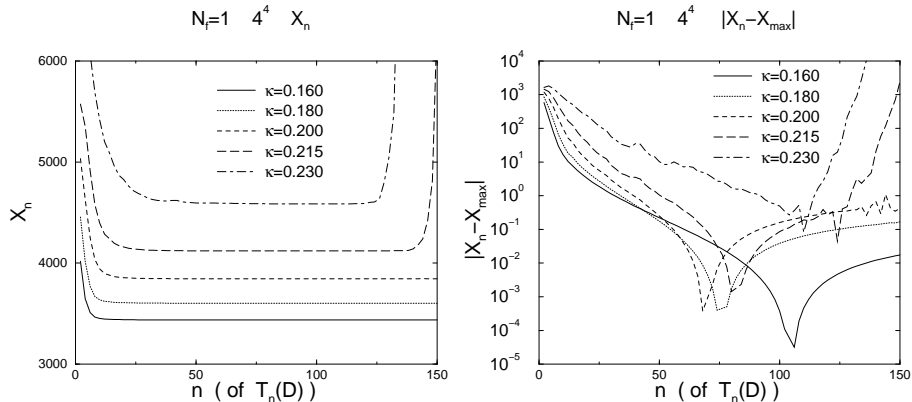 N_f=1 4^4 X_n
6000
5000
4000
3000
X_n
κ=0.160
κ=0.180
κ=0.200
κ=0.215
κ=0.230
0 50 100 150
n ( of T_n(D) )
N_f=1 4^4 |X_n−X_max|
10^4
10^3
10^2
10^1
10^0
10^−1
10^−2
10^−3
10^−4
10^−5
|X_n−X_max|
κ=0.160
κ=0.180
κ=0.200
κ=0.215
κ=0.230
0 50 100 150
n ( of T_n(D) )